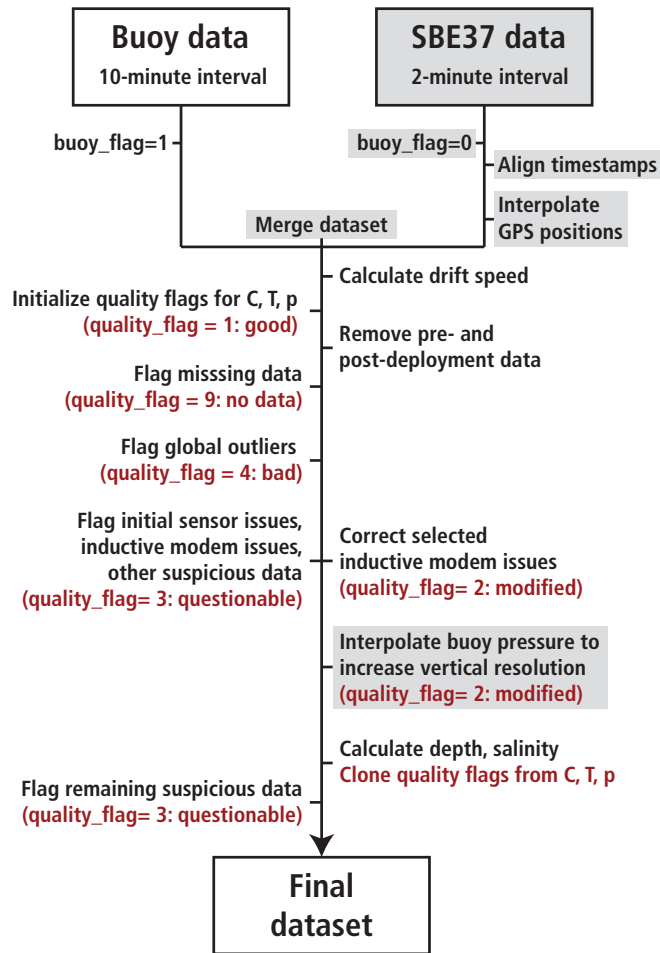 Buoy data
10-minute interval
SBE37 data
2-minute interval
buoy_flag=1
buoy_flag=0
Align timestamps
Interpolate
GPS positions
Merge dataset
Calculate drift speed
Initialize quality flags for C, T, p
(quality_flag = 1: good)
Remove pre- and
post-deployment data
Flag misssing data
(quality_flag = 9: no data)
Flag global outliers
(quality_flag = 4: bad)
Flag initial sensor issues,
inductive modem issues,
other suspicious data
(quality_flag= 3: questionable)
Correct selected
inductive modem issues
(quality_flag= 2: modified)
Interpolate buoy pressure to
increase vertical resolution
(quality_flag= 2: modified)
Calculate depth, salinity
Clone quality flags from C, T, p
Flag remaining suspicious data
(quality_flag= 3: questionable)
Final
dataset